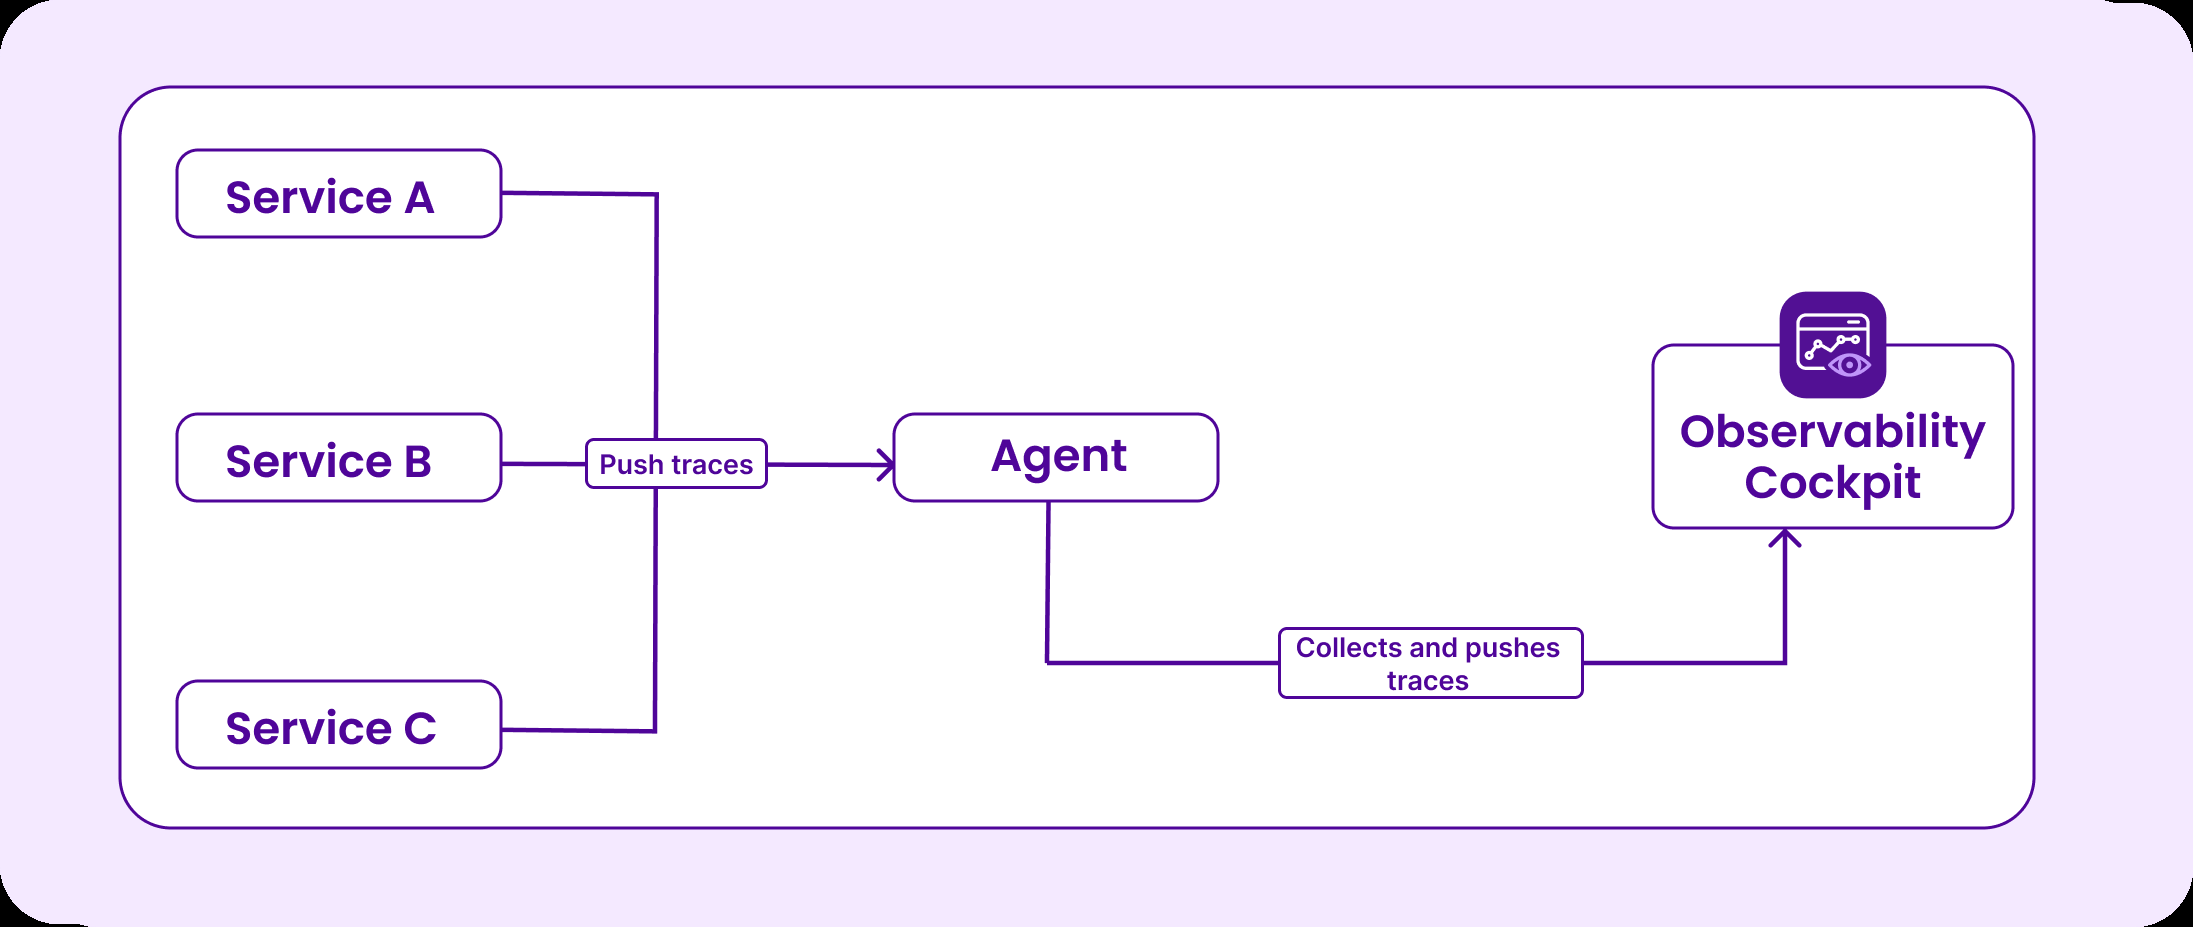 Service A
Service B
Push traces
Agent
Service C
Observability
Cockpit
Collects and pushes
traces